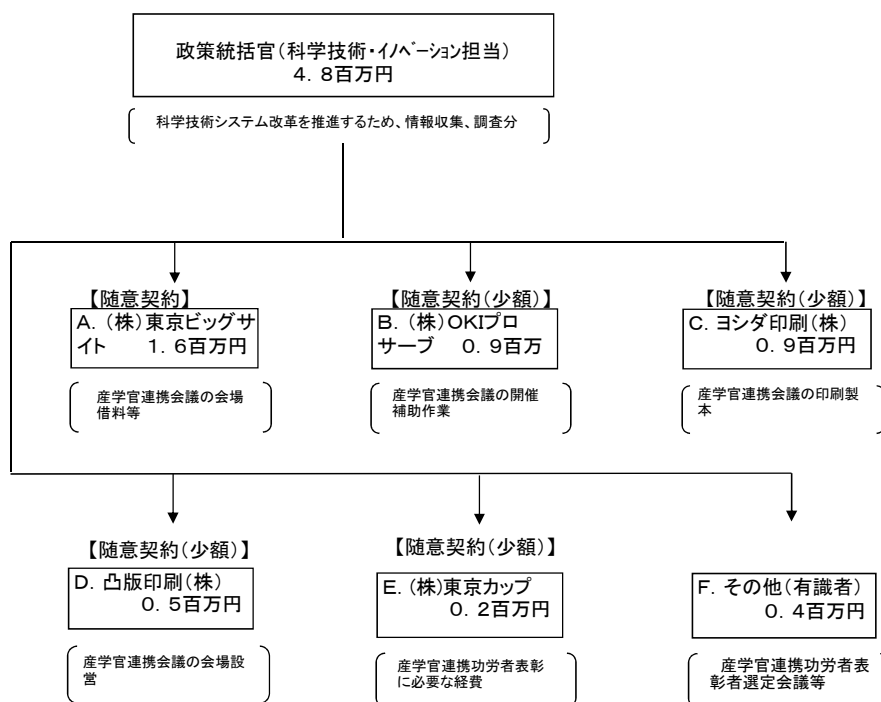 政策統括官(科学技術・イノベーション担当)
4.8百万円
科学技術システム改革を推進するため、情報収集、調査分
【随意契約】
A.(株)東京ビッグサ
イト 1.6百万円
産学官連携会議の会場
借料等
【随意契約(少額)】
B.(株)OKIプロ
サーブ 0.9百万
産学官連携会議の開催
補助作業
【随意契約(少額)】
C.ヨシダ印刷(株)
0.9百万円
産学官連携会議の印刷製
本
【随意契約(少額)】
D.凸版印刷(株)
0.5百万円
産学官連携会議の会場設
営
【随意契約(少額)】
E.(株)東京カップ
0.2百万円
産学官連携功労者表彰
に必要な経費
F.その他(有識者)
0.4百万円
産学官連携功労者表
彰者選定会議等